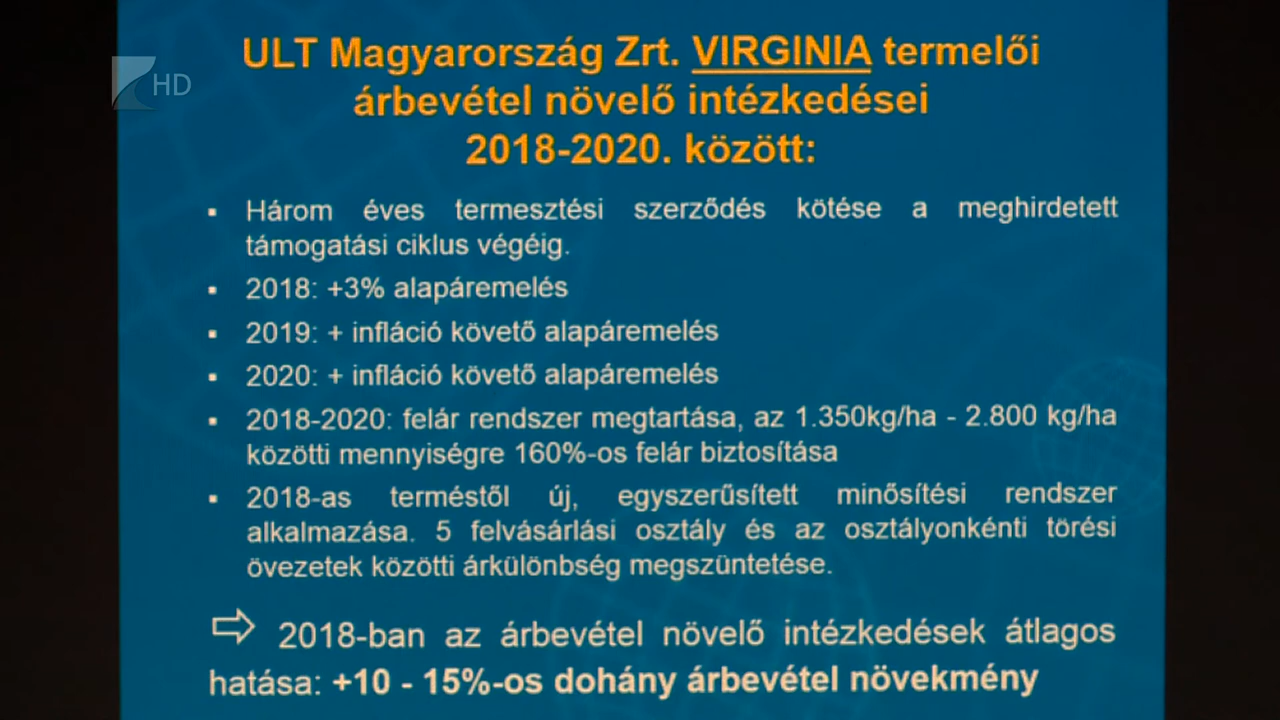 ULT Magyarország Zrt. VIRGINIA termelői
árbevétel növelő intézkedései
2018-2020. között:
HD
▪ Három éves termesztési szerződés kötése a meghirdetett
támogatási ciklus végéig.
▪ 2018: +3% alapáremelés
▪ 2019: + infláció követő alapáremelés
▪ 2020: + infláció követő alapáremelés
▪ 2018-2020: felár rendszer megtartása, az 1.350kg/ha - 2.800 kg/ha
közötti mennyiségre 160%-os felár biztosítása
▪ 2018-as terméstől új, egyszerűsített minősítési rendszer
alkalmazása. 5 felvásárlási osztály és az osztályonkénti törési
övezetek közötti árkülönbség megszüntetése.
⇨ 2018-ban az árbevétel növelő intézkedések átlagos
hatása: +10 - 15%-os dohány árbevétel növekmény